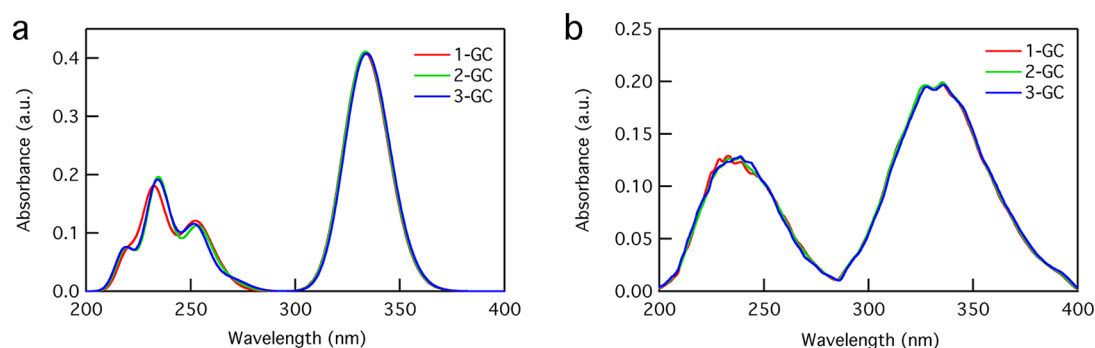 a
Absorbance (a.u.)
0.4
0.3
0.2
0.1
0.0
200 250 300 350 400
Wavelength (nm)
1-GC
2-GC
3-GC
b
Absorbance (a.u.)
0.25
0.20
0.15
0.10
0.05
0.00
200 250 300 350 400
Wavelength (nm)
1-GC
2-GC
3-GC